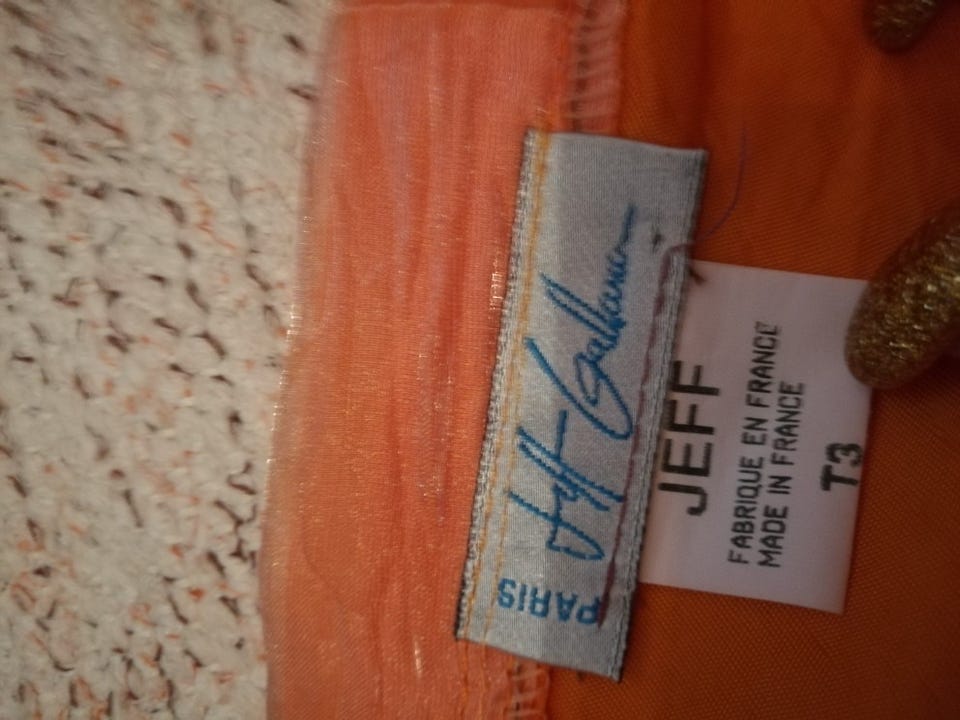 Jeff Gallano
PARIS
JEFF
FABRIQUE EN FRANCE
MADE IN FRANCE
T3